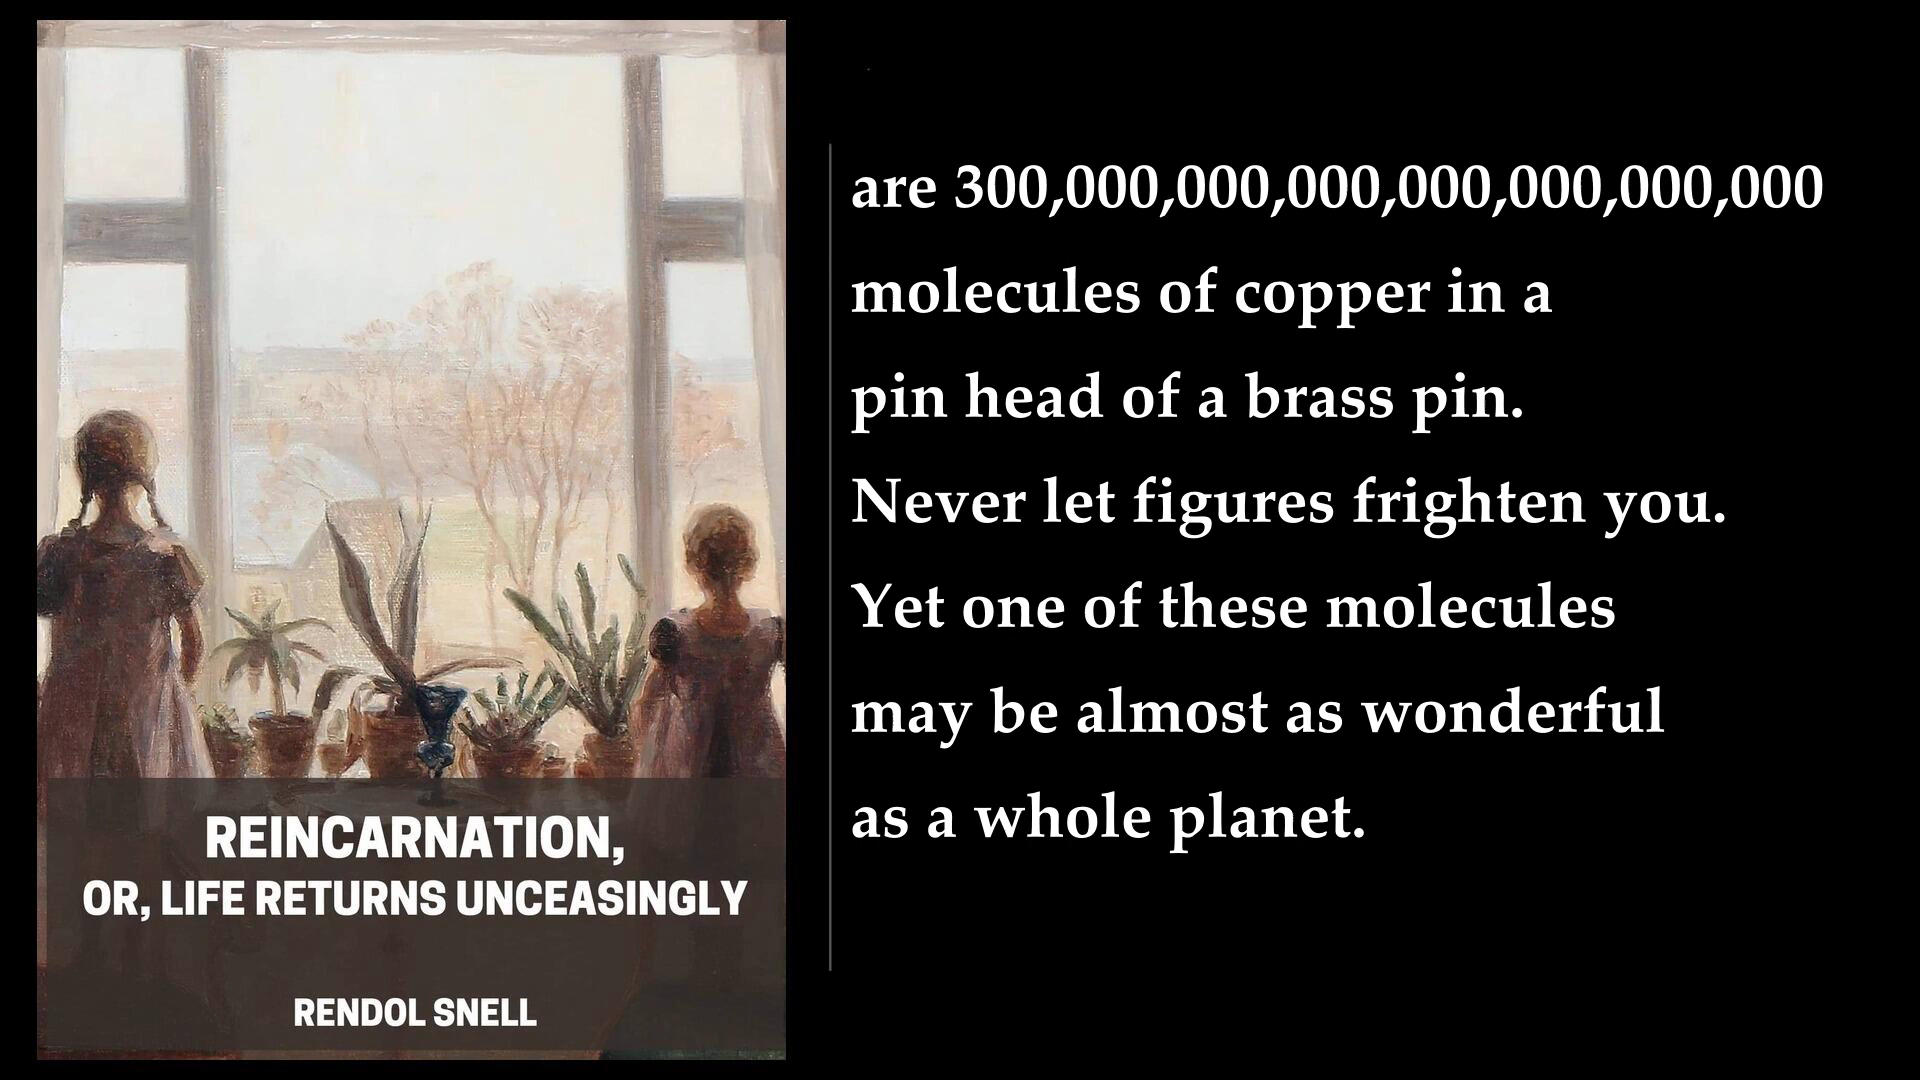 are 300,000,000,000,000,000,000,000
molecules of copper in a
pin head of a brass pin.
Never let figures frighten you.
Yet one of these molecules
may be almost as wonderful
as a whole planet.
REINCARNATION,
OR, LIFE RETURNS UNCEASINGLY
RENDOL SNELL